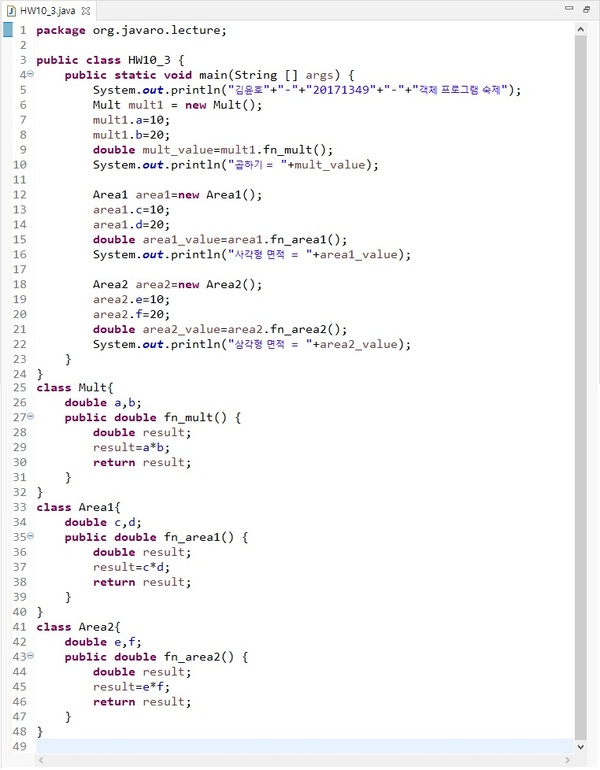 HW10_3.java
1 package org.javaro.lecture;
2
3 public class HW10_3 {
4 public static void main(String [] args) {
5 System.out.println("김윤호"+"-"+"20171349"+"-"+"객체 프로그램 숙제");
6 Mult mult1 = new Mult();
7 mult1.a=10;
8 mult1.b=20;
9 double mult_value=mult1.fn_mult();
10 System.out.println("곱하기 = "+mult_value);
11
12 Area1 area1=new Area1();
13 area1.c=10;
14 area1.d=20;
15 double area1_value=area1.fn_area1();
16 System.out.println("사각형 면적 = "+area1_value);
17
18 Area2 area2=new Area2();
19 area2.e=10;
20 area2.f=20;
21 double area2_value=area2.fn_area2();
22 System.out.println("삼각형 면적 = "+area2_value);
23 }
24 }
25 class Mult{
26 double a,b;
27 public double fn_mult() {
28 double result;
29 result=a*b;
30 return result;
31 }
32 }
33 class Area1{
34 double c,d;
35 public double fn_area1() {
36 double result;
37 result=c*d;
38 return result;
39 }
40 }
41 class Area2{
42 double e,f;
43 public double fn_area2() {
44 double result;
45 result=e*f;
46 return result;
47 }
48 }
49